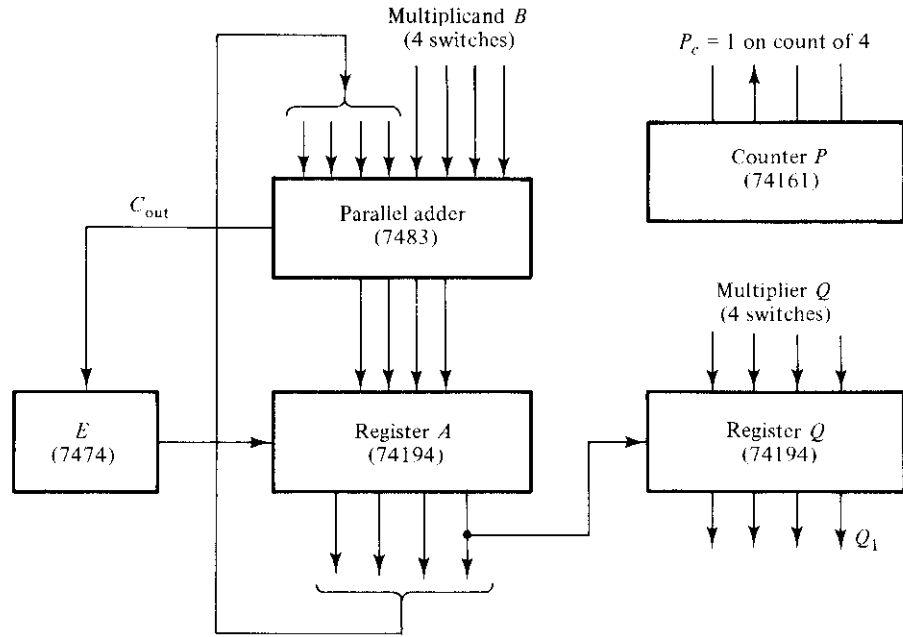 Multiplicand B
(4 switches)
P_c = 1 on count of 4
Counter P
(74161)
C_out
Parallel adder
(7483)
Multiplier Q
(4 switches)
E
(7474)
Register A
(74194)
Register Q
(74194)
Q_1